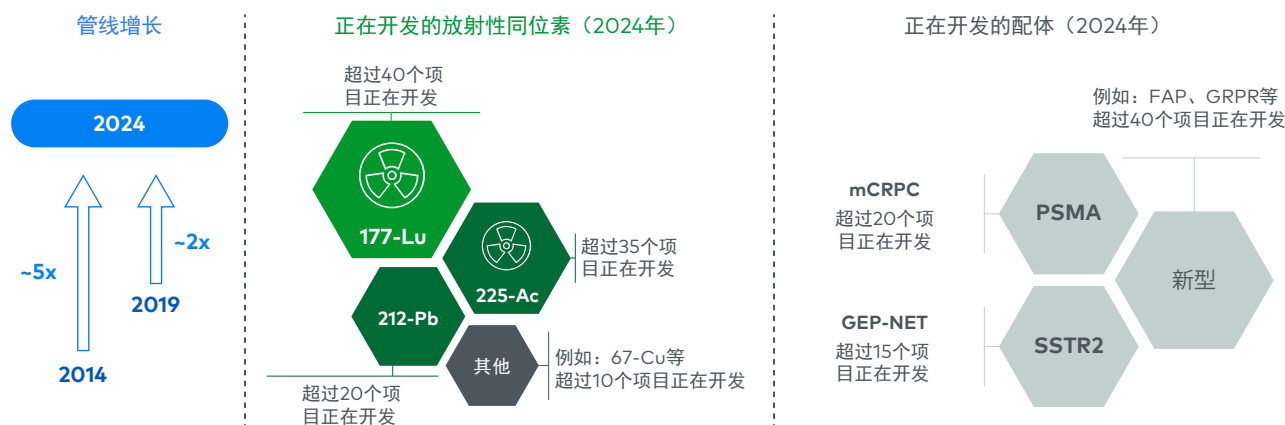 管线增长
2024
~5x
~2x
2019
2014
正在开发的放射性同位素（2024年）
超过40个项
目正在开发
177-Lu
225-Ac
超过35个项
目正在开发
212-Pb
超过20个项
目正在开发
其他
例如：67-Cu等
超过10个项目正在开发
正在开发的配体（2024年）
例如：FAP、GRPR等
超过40个项目正在开发
mCRPC
超过20个项
目正在开发
PSMA
新型
GEP-NET
超过15个项
目正在开发
SSTR2